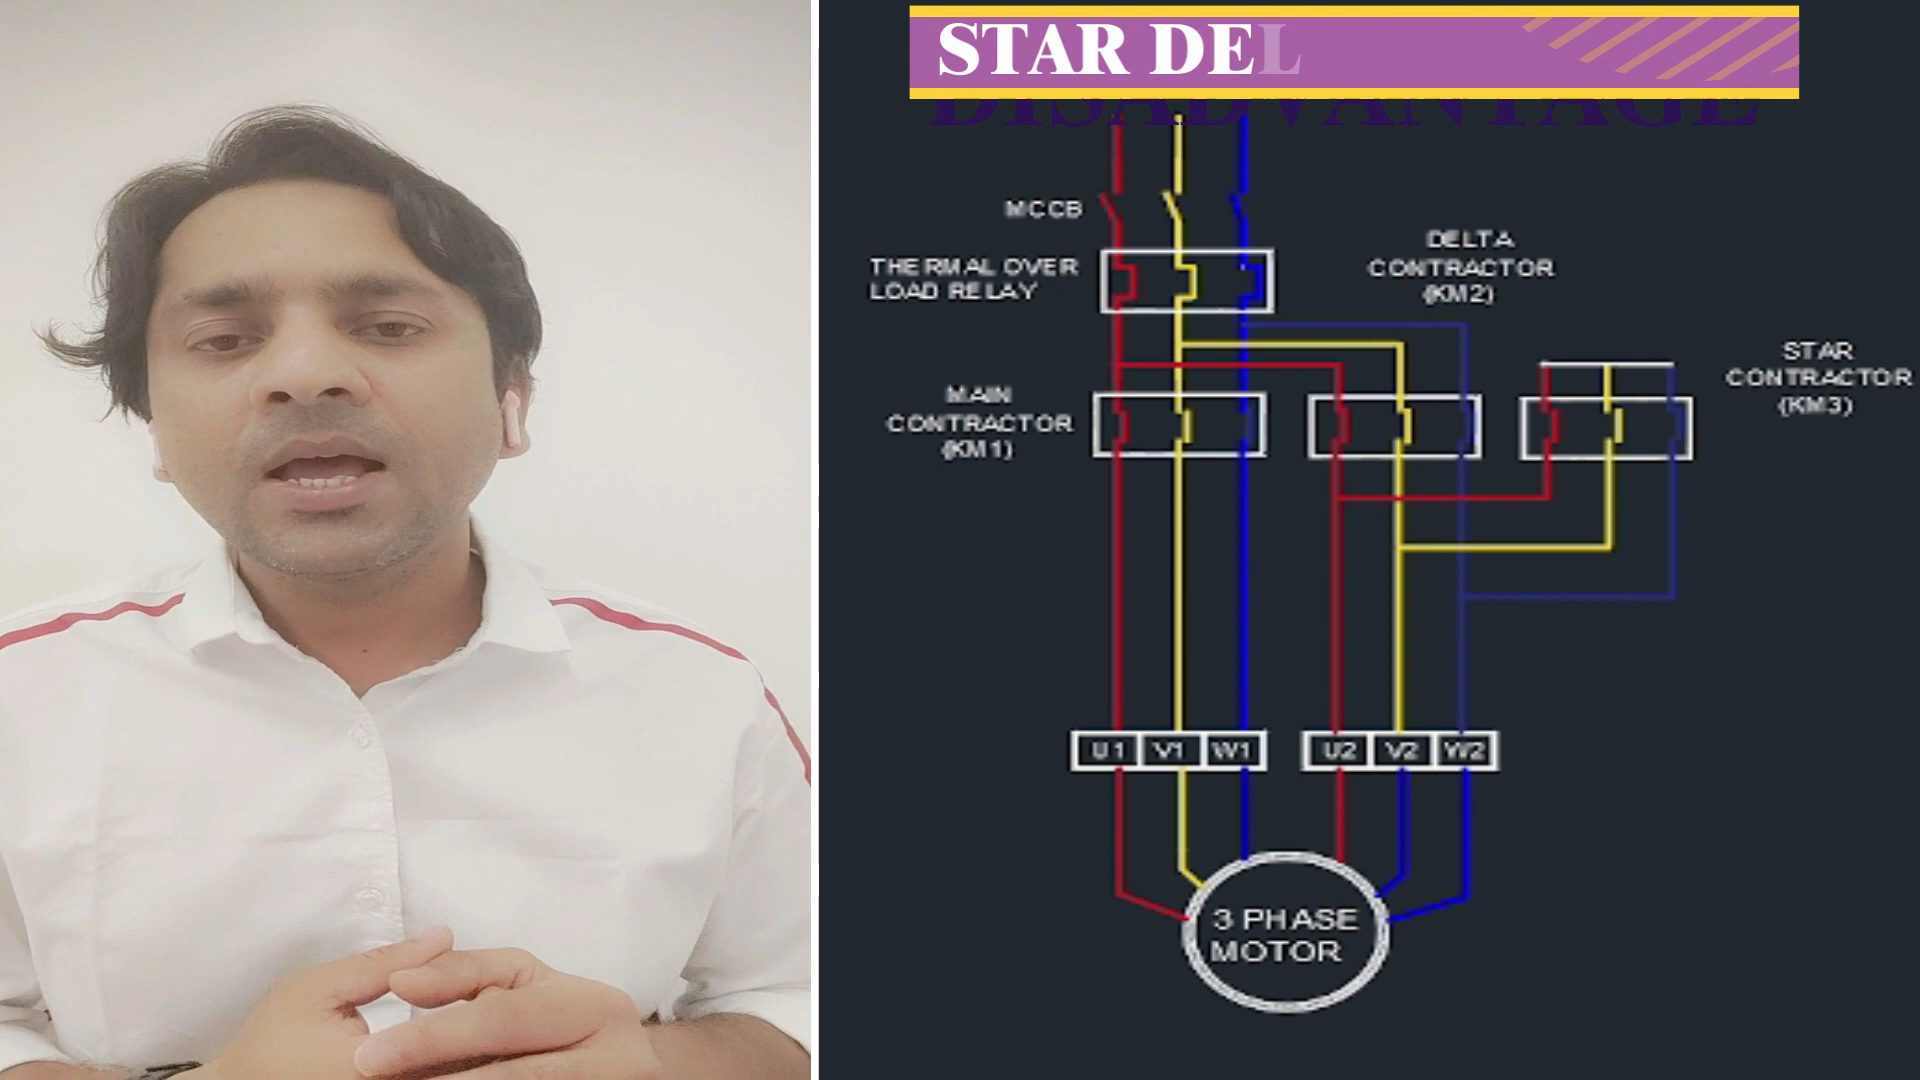 STAR DEL
DISADVANTAGE
MCCB
THERMAL OVER
LOAD RELAY
DELTA
CONTRACTOR
(KM2)
STAR
CONTRACTOR
(KM3)
MAIN
CONTRACTOR
(KM1)
U1 V1 W1 U2 V2 W2
3 PHASE
MOTOR